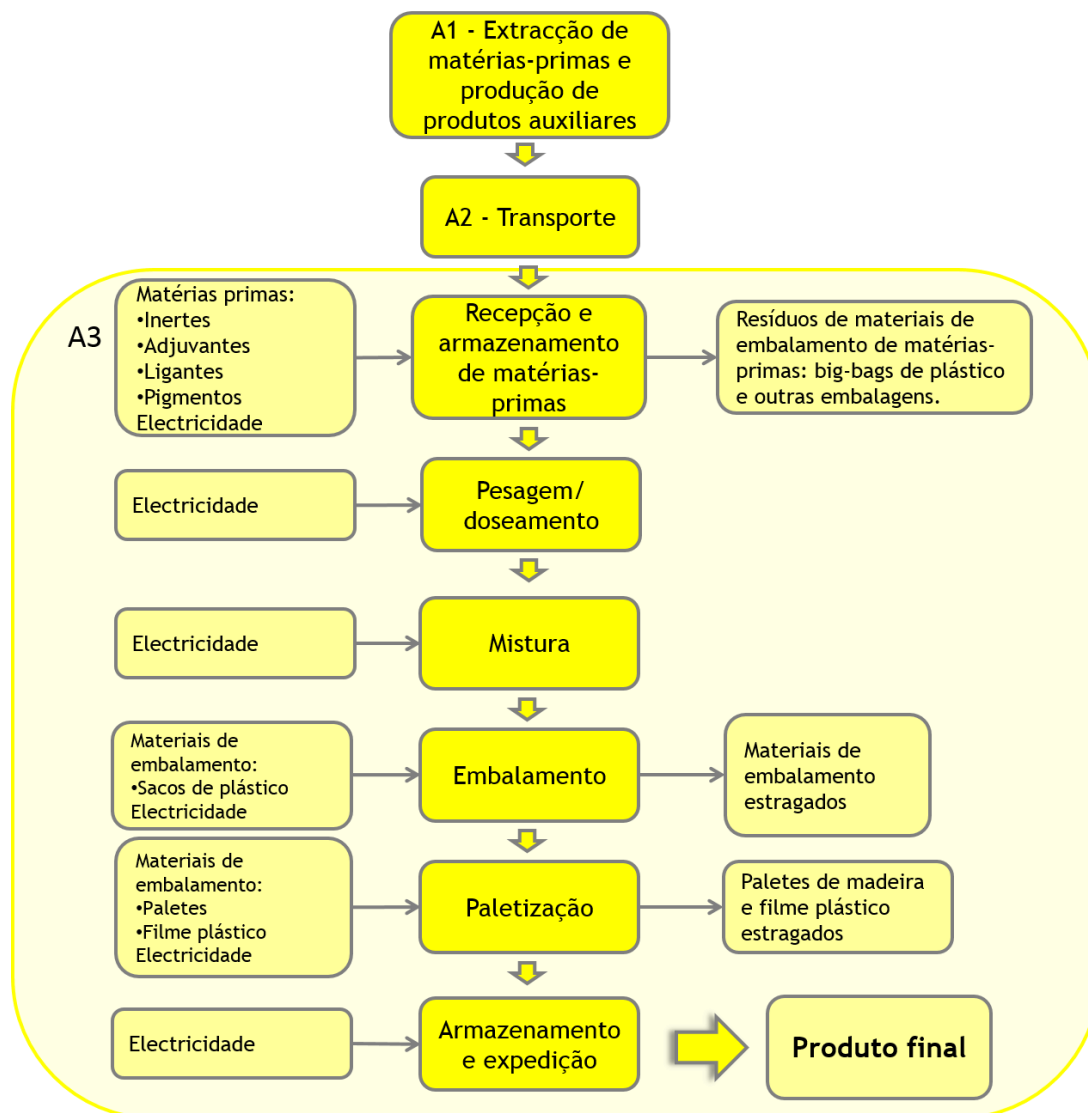 A1 - Extracção de
matérias-primas e
produção de
produtos auxiliares
A2 - Transporte
A3
Matérias primas:
•Inertes
•Adjuvantes
•Ligantes
•Pigmentos
Electricidade
Recepção e
armazenamento
de matérias-
primas
Resíduos de materiais de
embalamento de matérias-
primas: big-bags de plástico
e outras embalagens.
Electricidade
Pesagem/
doseamento
Electricidade
Mistura
Materiais de
embalamento:
•Sacos de plástico
Electricidade
Embalamento
Materiais de
embalamento
estragados
Materiais de
embalamento:
•Paletes
•Filme plástico
Electricidade
Paletização
Paletes de madeira
e filme plástico
estragados
Electricidade
Armazenamento
e expedição
Produto final